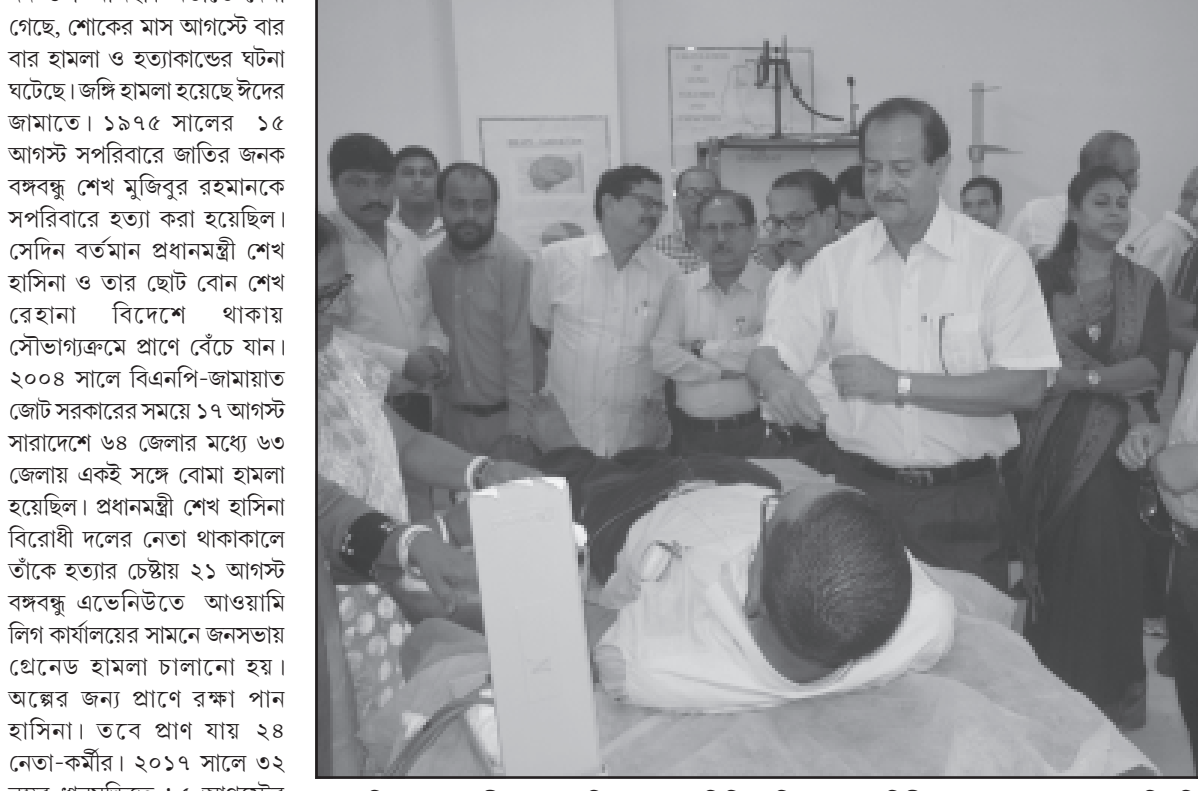 গেছে, শোকের মাস আগস্টে বার
বার হামলা ও হত্যাকান্ডের ঘটনা
ঘটেছে। জঙ্গি হামলা হয়েছে ঈদের
জামাতে। ১৯৭৫ সালের ১৫
আগস্ট সপরিবারে জাতির জনক
বঙ্গবন্ধু শেখ মুজিবুর রহমানকে
সপরিবারে হত্যা করা হয়েছিল।
সেদিন বর্তমান প্রধানমন্ত্রী শেখ
হাসিনা ও তার ছোট বোন শেখ
রেহানা বিদেশে থাকায়
সৌভাগ্যক্রমে প্রাণে বেঁচে যান।
২০০৪ সালে বিএনপি-জামায়াত
জোট সরকারের সময়ে ১৭ আগস্ট
সারাদেশে ৬৪ জেলার মধ্যে ৬৩
জেলায় একই সঙ্গে বোমা হামলা
হয়েছিল। প্রধানমন্ত্রী শেখ হাসিনা
বিরোধী দলের নেতা থাকাকালে
তাঁকে হত্যার চেষ্টায় ২১ আগস্ট
বঙ্গবন্ধু এভেনিউতে আওয়ামি
লিগ কার্যালয়ের সামনে জনসভায়
গ্রেনেড হামলা চালানো হয়।
অল্পের জন্য প্রাণে রক্ষা পান
হাসিনা। তবে প্রাণ যায় ২৪
নেতা-কর্মীর। ২০১৭ সালে ৩২